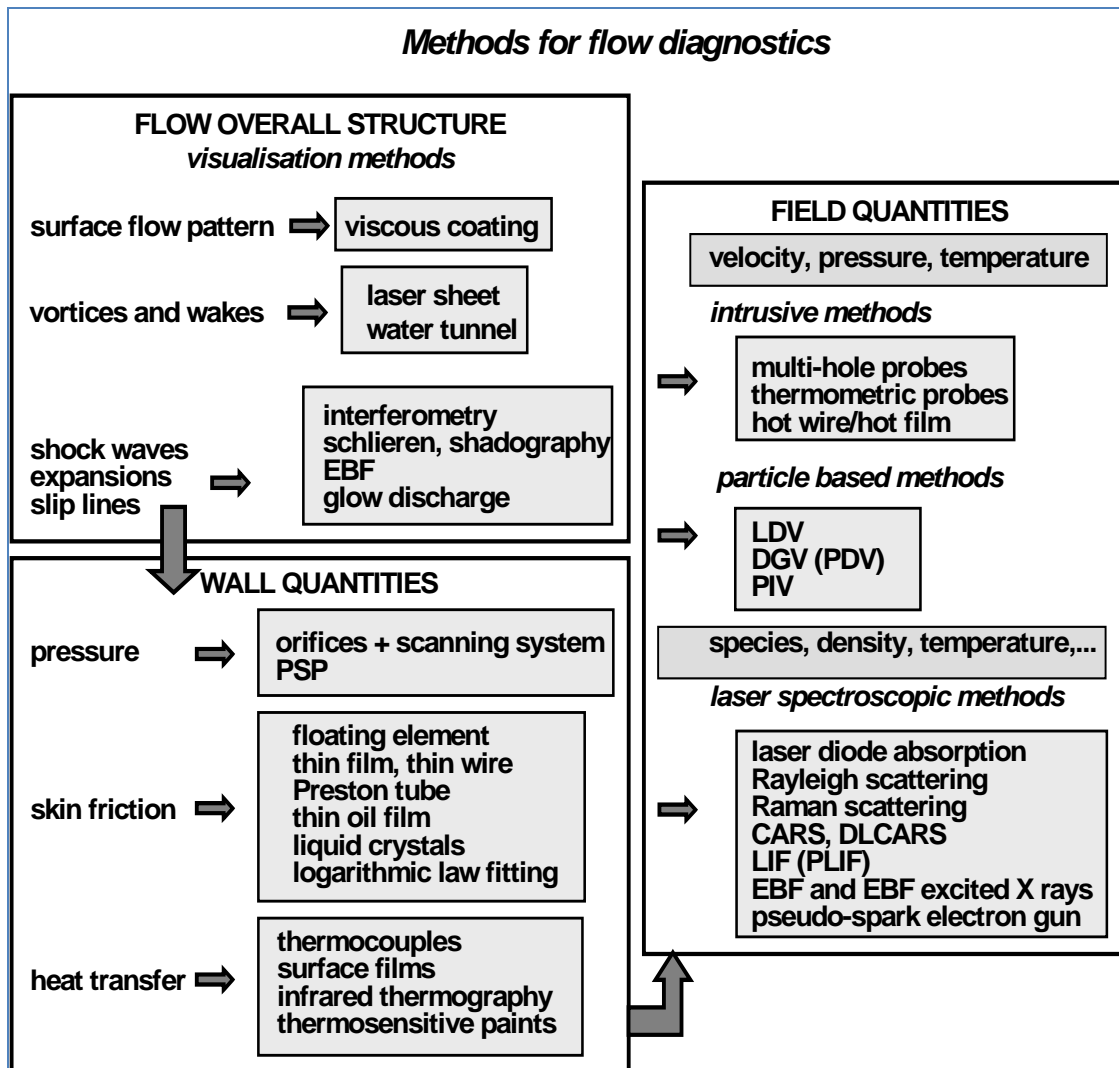 Methods for flow diagnostics
FLOW OVERALL STRUCTURE
visualisation methods
surface flow pattern
viscous coating
vortices and wakes
laser sheet
water tunnel
shock waves
expansions
slip lines
interferometry
schlieren, shadography
EBF
glow discharge
WALL QUANTITIES
pressure
orifices + scanning system
PSP
skin friction
floating element
thin film, thin wire
Preston tube
thin oil film
liquid crystals
logarithmic law fitting
heat transfer
thermocouples
surface films
infrared thermography
thermosensitive paints
FIELD QUANTITIES
velocity, pressure, temperature
intrusive methods
multi-hole probes
thermometric probes
hot wire/hot film
particle based methods
LDV
DGV (PDV)
PIV
species, density, temperature,...
laser spectroscopic methods
laser diode absorption
Rayleigh scattering
Raman scattering
CARS, DLCARS
LIF (PLIF)
EBF and EBF excited X rays
pseudo-spark electron gun